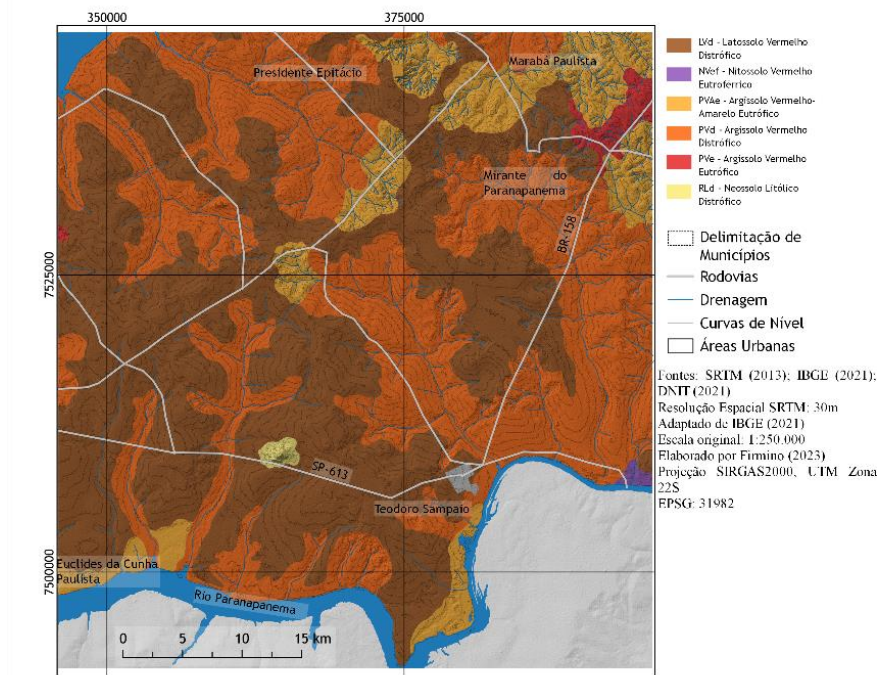 350000
375000
Presidente Epitácio
Marabá Paulista
Mirante do
Paranapanema
BR-158
7525000
SP-613
Teodoro Sampaio
7500000
Euclides da Cunha
Paulista
Rio Paranapanema
0 5 10 15 km
LVd - Latossolo Vermelho
Distrófico
NVef - Nitossolo Vermelho
Eutroférrico
PVAe - Argissolo Vermelho-
Amarelo Eutrófico
PVd - Argissolo Vermelho
Distrófico
PVe - Argissolo Vermelho
Eutrófico
RLd - Neossolo Litólico
Distrófico
Delimitação de
Municípios
Rodovias
Drenagem
Curvas de Nível
Áreas Urbanas
Fontes: SRTM (2013); IBGE (2021);
DNIT (2021)
Resolução Espacial SRTM: 30m
Adaptado de IBGE (2021)
Escala original: 1:250.000
Elaborado por Firmino (2023)
Projeção SIRGAS2000, UTM Zona
22S
EPSG: 31982